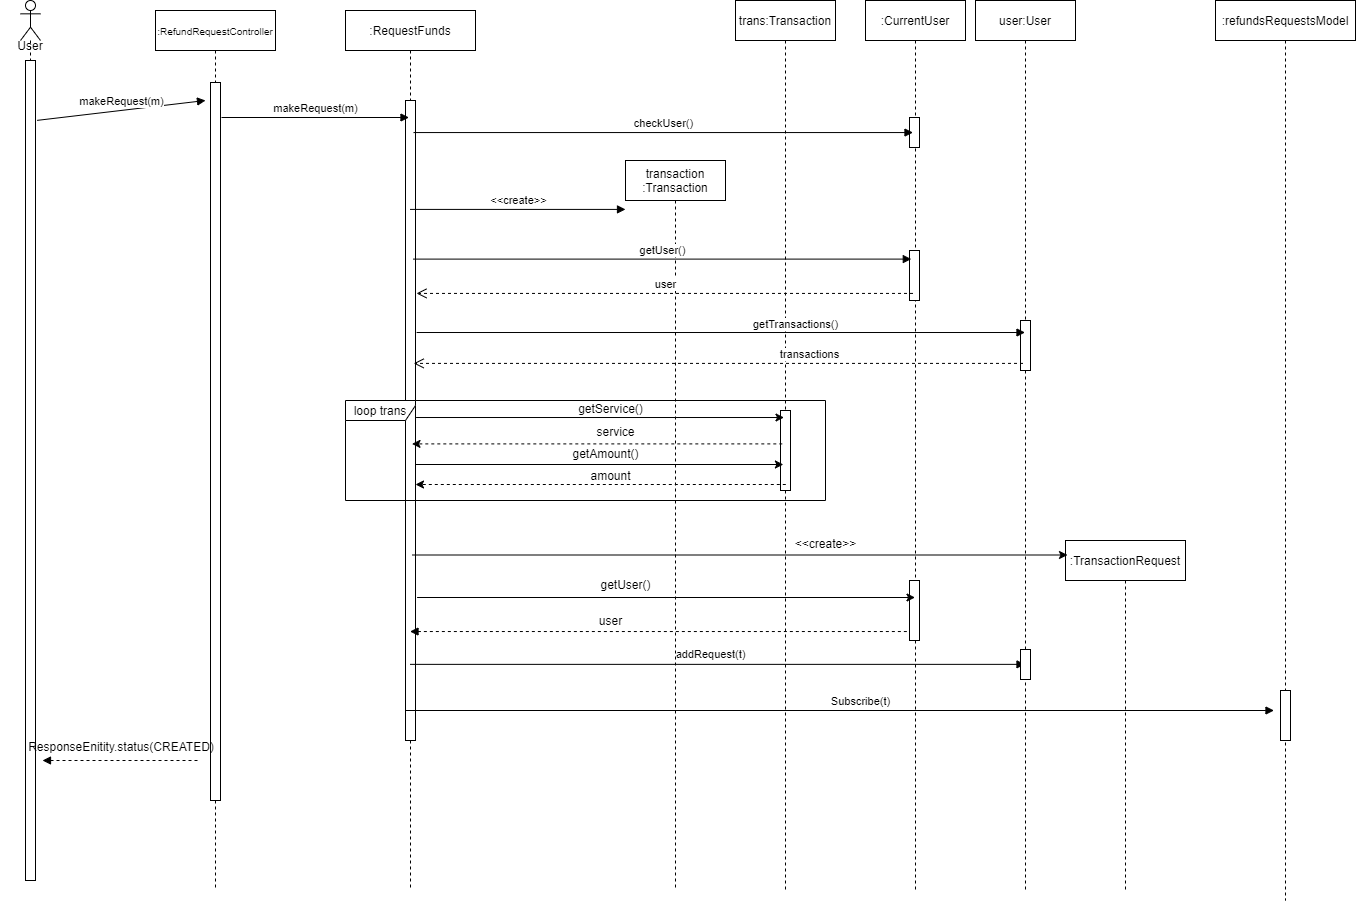 User
:RefundRequestController
:RequestFunds
trans:Transaction
:CurrentUser
user:User
:refundsRequestsModel
makeRequest(m)
makeRequest(m)
checkUser()
transaction
:Transaction
<<create>>
getUser()
user
getTransactions()
transactions
loop trans
getService()
service
getAmount()
amount
<<create>>
:TransactionRequest
getUser()
user
addRequest(t)
Subscribe(t)
ResponseEnitity.status(CREATED)